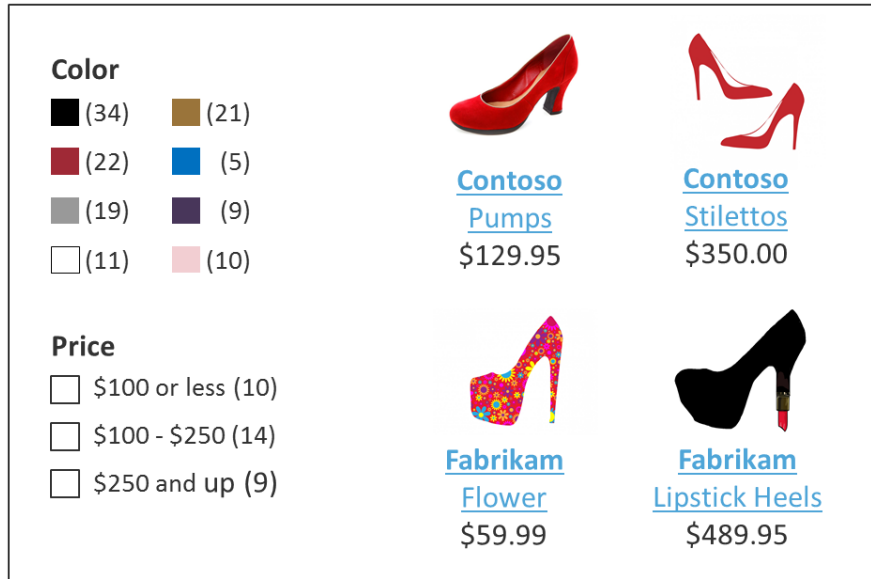 Color
(34) (21)
(22) (5)
(19) (9)
(11) (10)
Price
$100 or less (10)
$100 - $250 (14)
$250 and up (9)
Contoso
Pumps
$129.95
Contoso
Stilettos
$350.00
Fabrikam
Flower
$59.99
Fabrikam
Lipstick Heels
$489.95